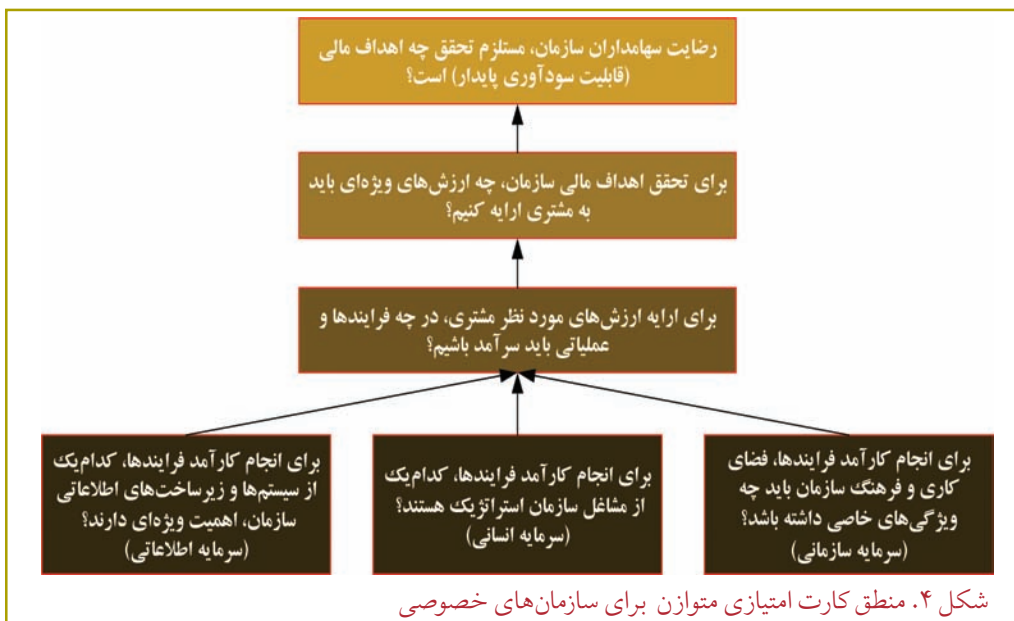 رضایت سهامداران سازمان، مستلزم تحقق چه اهداف مالی
(قابلیت سودآوری پایدار) است؟
برای تحقق اهداف مالی سازمان، چه ارزش‌های ویژه‌ای باید
به مشتری ارایه کنیم؟
برای ارایه ارزش‌های مورد نظر مشتری، در چه فرایندها و
عملیاتی باید سرآمد باشیم؟
برای انجام کارآمد فرایندها، فضای
کاری و فرهنگ سازمان باید چه
ویژگی‌های خاصی داشته باشد؟
(سرمایه سازمانی)
برای انجام کارآمد فرایندها، کدام‌یک
از مشاغل سازمان استراتژیک هستند؟
(سرمایه انسانی)
برای انجام کارآمد فرایندها، کدام‌یک
از سیستم‌ها و زیرساخت‌های اطلاعاتی
سازمان، اهمیت ویژه‌ای دارند؟
(سرمایه اطلاعاتی)
شکل ۴. منطق کارت امتیازی متوازن برای سازمان‌های خصوصی